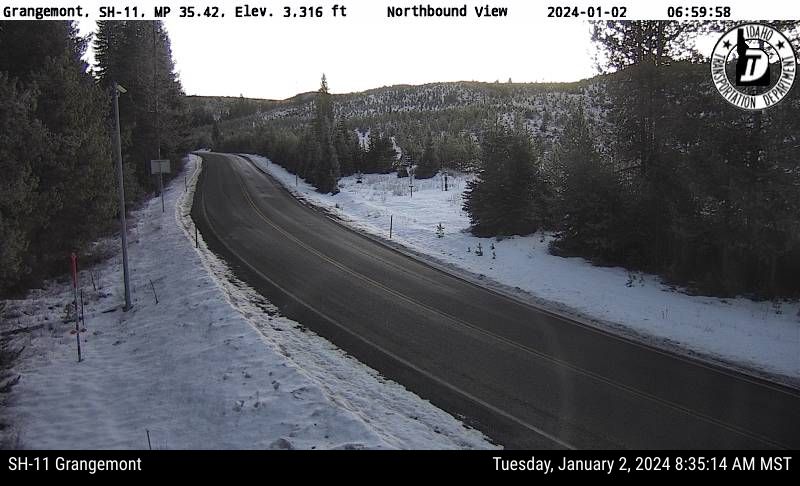 Grangemont, SH-11, MP 35.42, Elev. 3,316 ft Northbound View 2024-01-02 06:59:58
IDAHO
TRANSPORTATION DEPARTMENT
SH-11 Grangemont Tuesday, January 2, 2024 8:35:14 AM MST